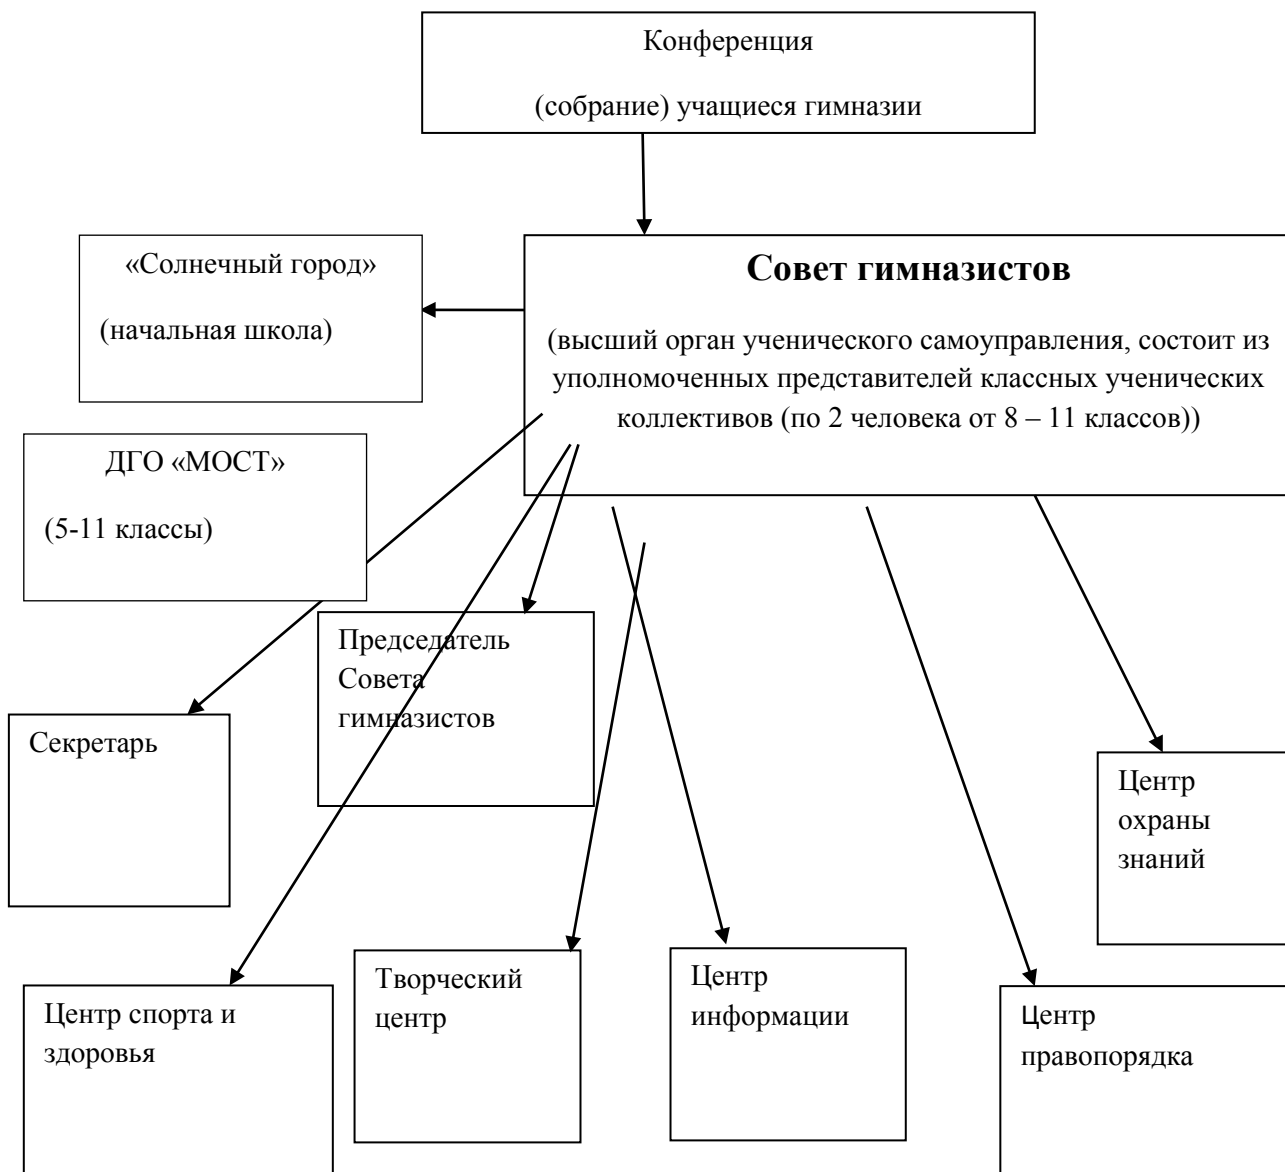 Конференция
(собрание) учащиеся гимназии
«Солнечный город»
(начальная школа)
Совет гимназистов
(высший орган ученического самоуправления, состоит из
уполномоченных представителей классных ученических
коллективов (по 2 человека от 8 – 11 классов))
ДГО «МОСТ»
(5-11 классы)
Председатель
Совета
гимназистов
Секретарь
Центр
охраны
знаний
Центр спорта и
здоровья
Творческий
центр
Центр
информации
Центр
правопорядка